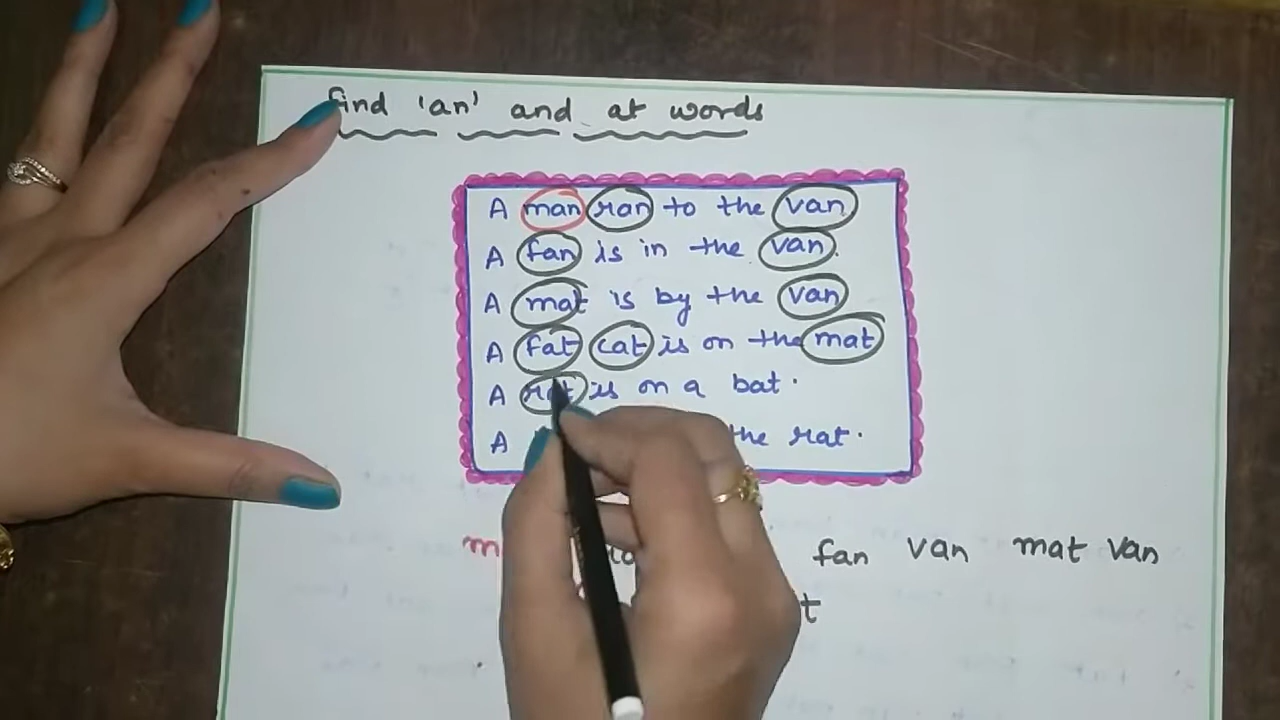 find 'an' and at words
A man ran to the van
A fan is in the van.
A mat is by the van
A fat cat is on the mat
A rat is on a bat.
A the rat.
fan van mat van